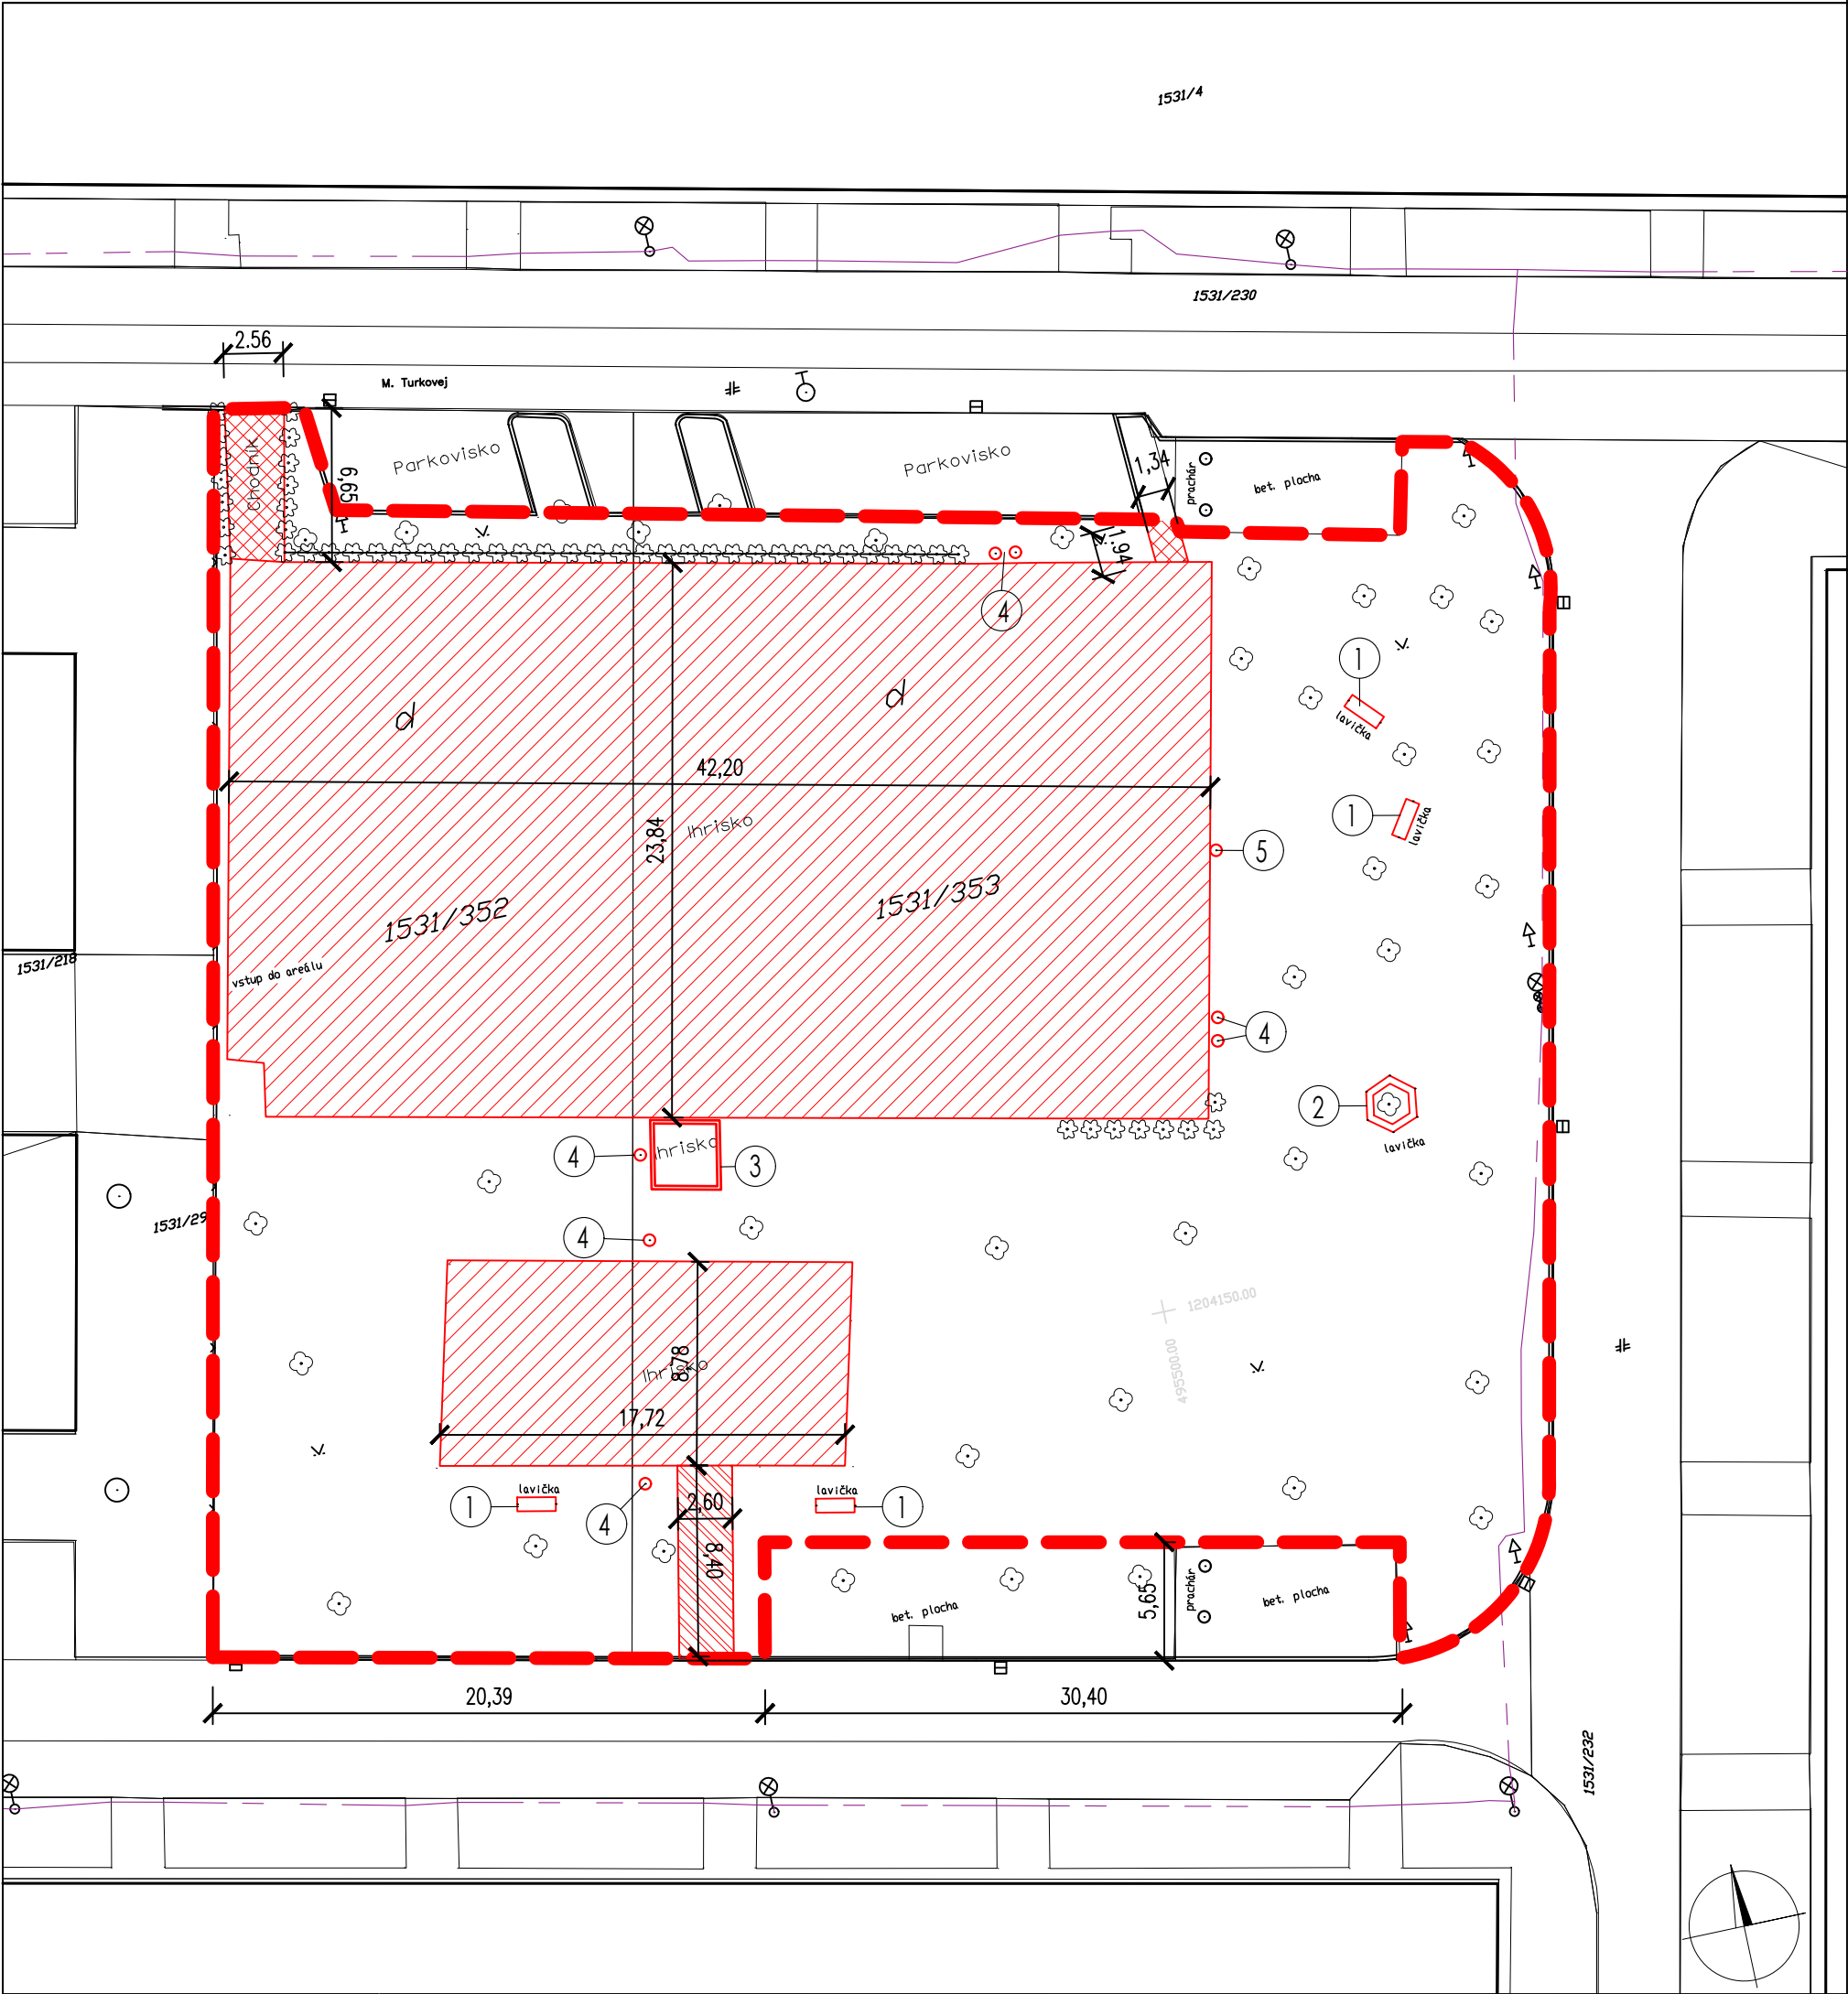 1531/4
1531/230
2.56
M. Turkovej
Chodník
6,65
Parkovisko
Parkovisko
1,34
prachár
bet. plocha
1.94
4
d
d
1
lavička
42,20
1
lavička
23,84
Ihrisko
5
1531/352
1531/353
1531/218
vstup do areálu
4
2
lavička
4
Ihrisko
3
1531/29
4
1204150.00
495500.00
8,78
Ihrisko
17,72
1
lavička
4
2,60
lavička
1
8,40
bet. plocha
5,65
prachár
bet. plocha
20,39
30,40
1531/232